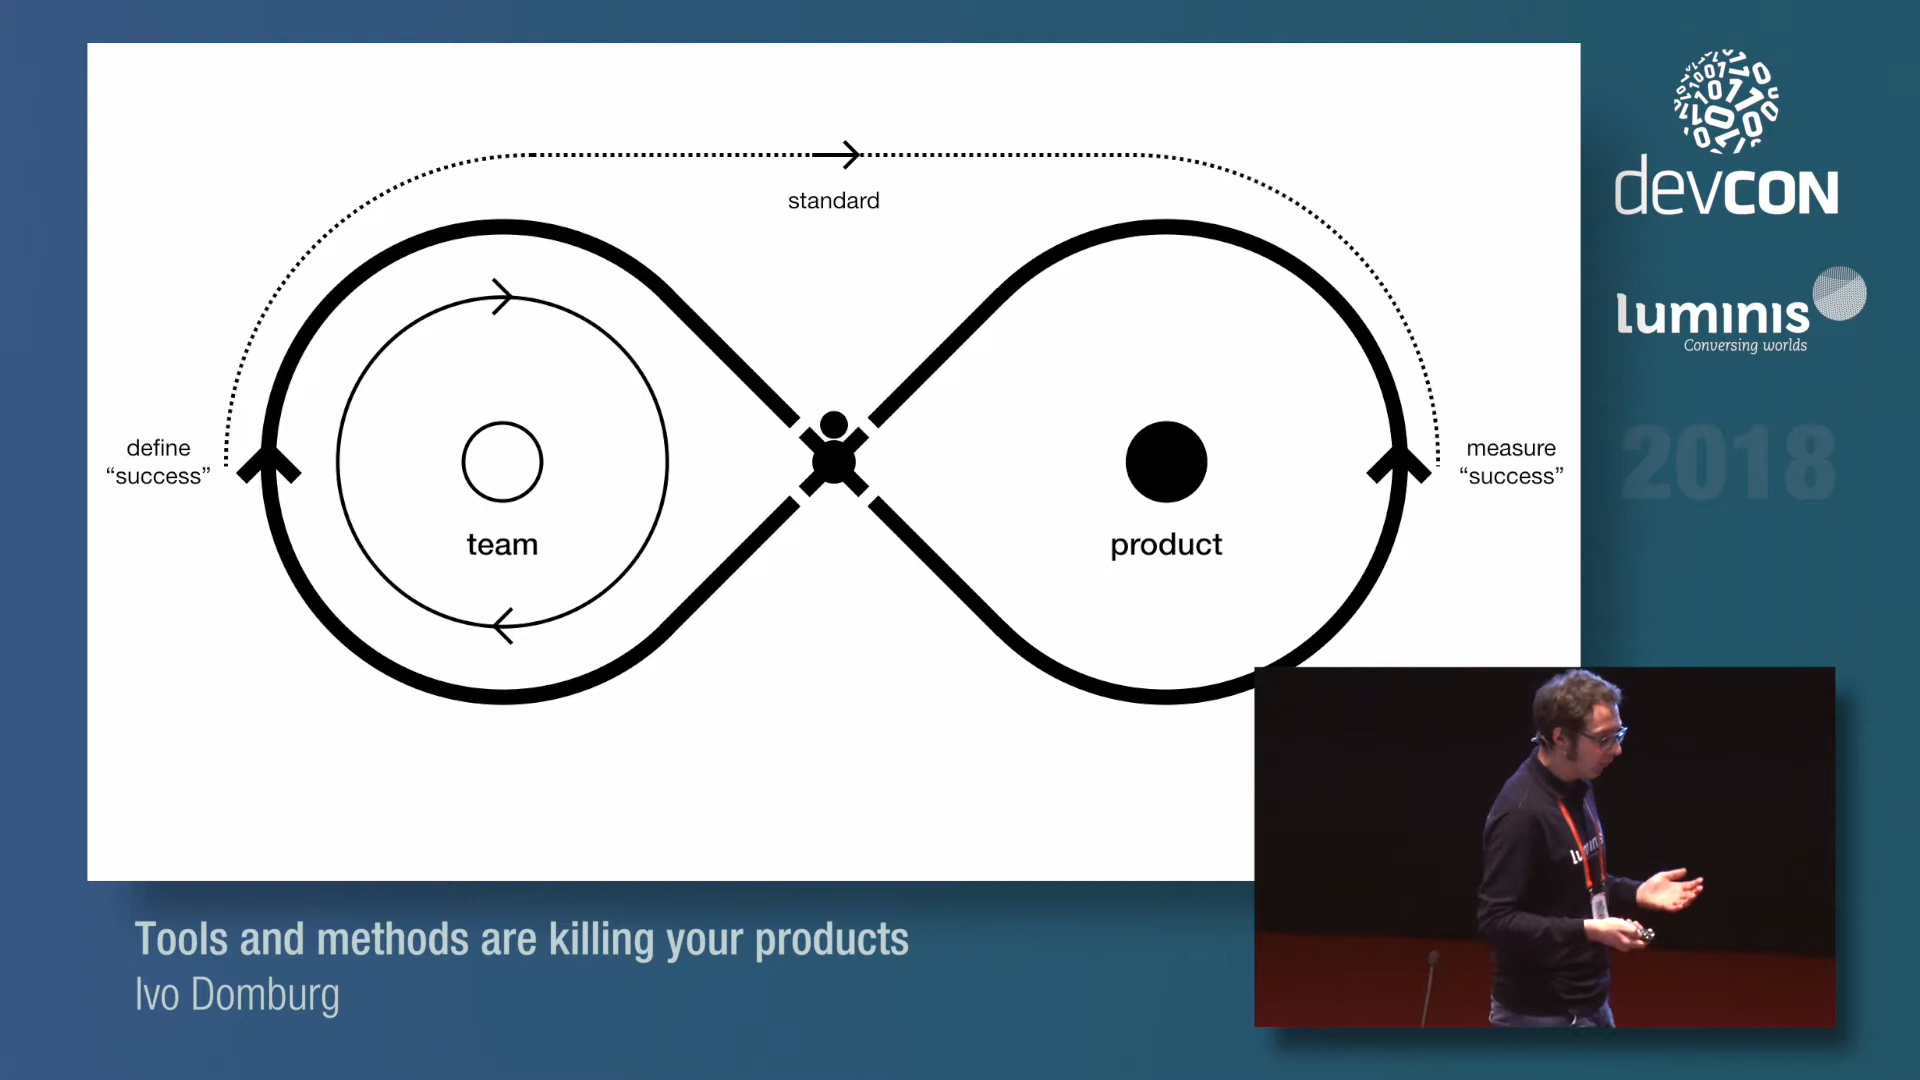 standard
define
“success”
team
product
measure
“success”
devCON
luminis
Conversing worlds
2018
Tools and methods are killing your products
Ivo Domburg